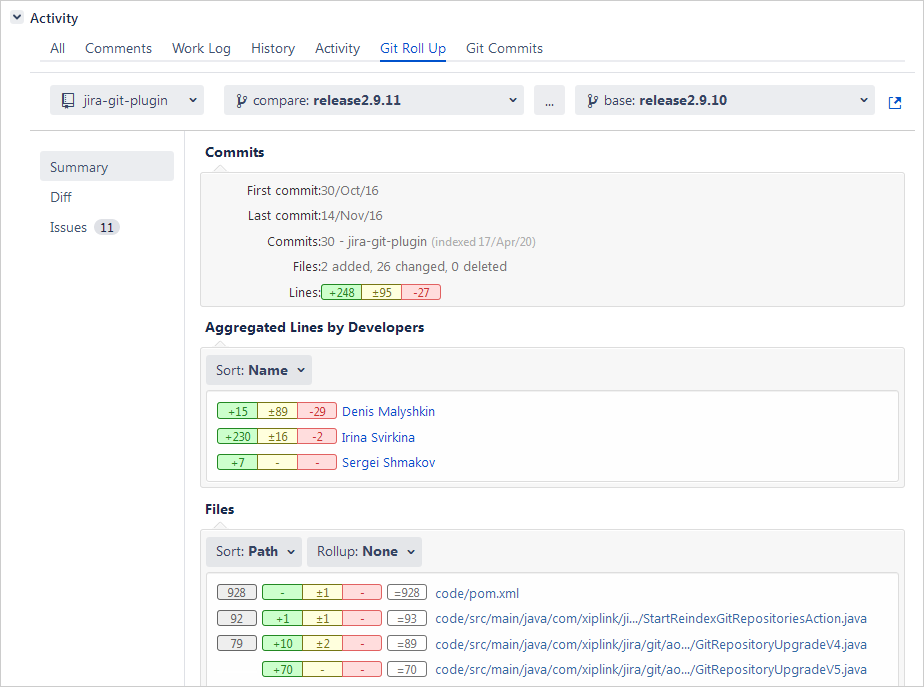 Activity
All Comments Work Log History Activity Git Roll Up Git Commits
jira-git-plugin compare: release2.9.11 ... base: release2.9.10
Summary
Diff
Issues 11
Commits
First commit:30/Oct/16
Last commit:14/Nov/16
Commits:30 - jira-git-plugin (indexed 17/Apr/20)
Files:2 added, 26 changed, 0 deleted
Lines:+248 ±95 -27
Aggregated Lines by Developers
Sort: Name
+15 ±89 -29 Denis Malyshkin
+230 ±16 -2 Irina Svirkina
+7 - - Sergei Shmakov
Files
Sort: Path Rollup: None
928 - ±1 - =928 code/pom.xml
92 +1 ±1 - =93 code/src/main/java/com/xiplink/ji.../StartReindexGitRepositoriesAction.java
79 +10 ±2 - =89 code/src/main/java/com/xiplink/jira/git/ao.../GitRepositoryUpgradeV4.java
+70 - - =70 code/src/main/java/com/xiplink/jira/git/ao.../GitRepositoryUpgradeV5.java